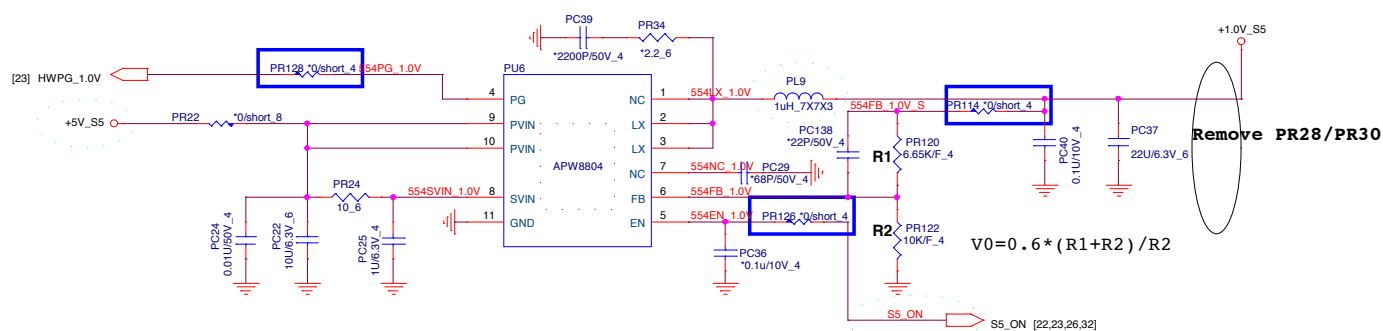 PC39
*2200P/50V_4
PR34
*2.2_6
+1.0V_S5
[23] HWPG_1.0V
PR128 *0/short_4
554PG_1.0V
PU6
4 PG
NC 1
554LX_1.0V
PL9
1uH_7X7X3
+5V_S5
PR22 *0/short_8
9 PVIN
LX 2
10 PVIN
LX 3
APW8804
554FB_1.0V_S
PR114 *0/short_4
PC138
*22P/50V_4
R1
PR120
6.65K/F_4
PC40
0.1U/10V_4
PC37
22U/6.3V_6
Remove PR28/PR30
NC 7
554NC_1.0V
PC29
*68P/50V_4
554SVIN_1.0V
8 SVIN
FB 6
554FB_1.0V
PR24
10_6
11 GND
EN 5
554EN_1.0V
PR126 *0/short_4
R2
PR122
10K/F_4
V0=0.6*(R1+R2)/R2
PC24
0.01U/50V_4
PC22
10U/6.3V_6
PC25
1U/6.3V_4
PC36
*0.1u/10V_4
S5_ON
S5_ON [22,23,26,32]